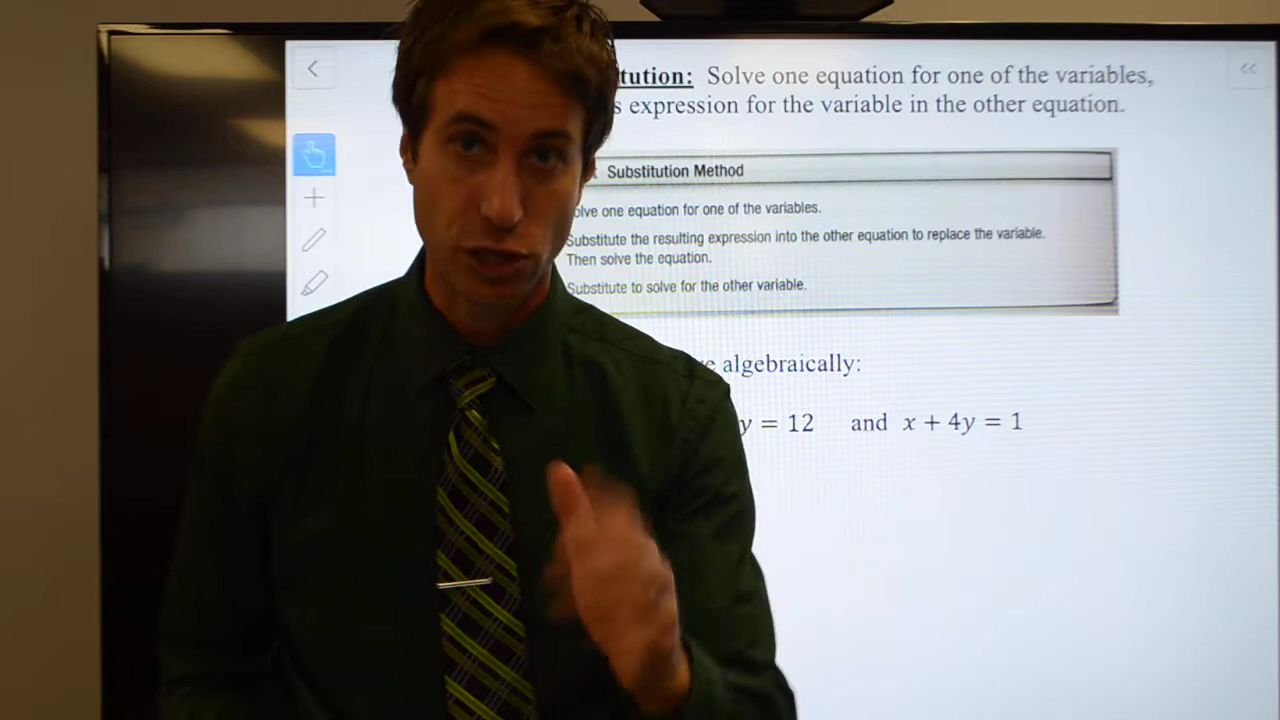 tution: Solve one equation for one of the variables,
s expression for the variable in the other equation.
Substitution Method
olve one equation for one of the variables.
Substitute the resulting expression into the other equation to replace the variable.
Then solve the equation.
Substitute to solve for the other variable.
e algebraically:
y = 12 and x + 4y = 1